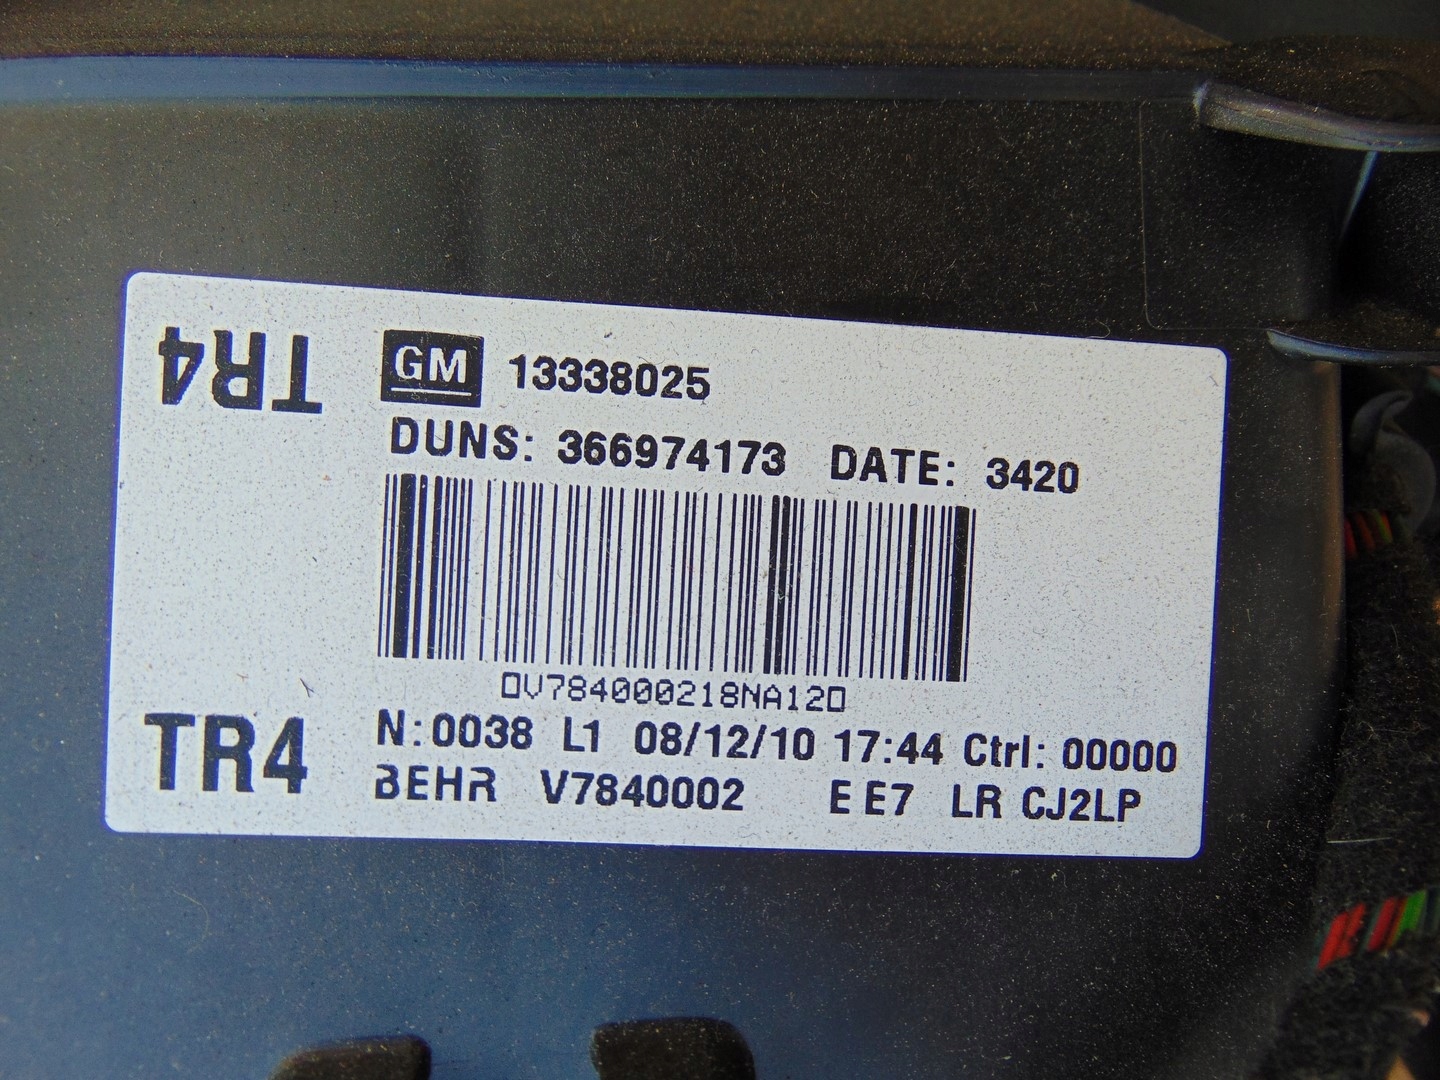 TR4
GM 13338025
DUNS: 366974173 DATE: 3420
0V784000218NA120
N:0038 L1 08/12/10 17:44 Ctrl: 00000
TR4
BEHR V7840002 E E7 LR CJ2LP